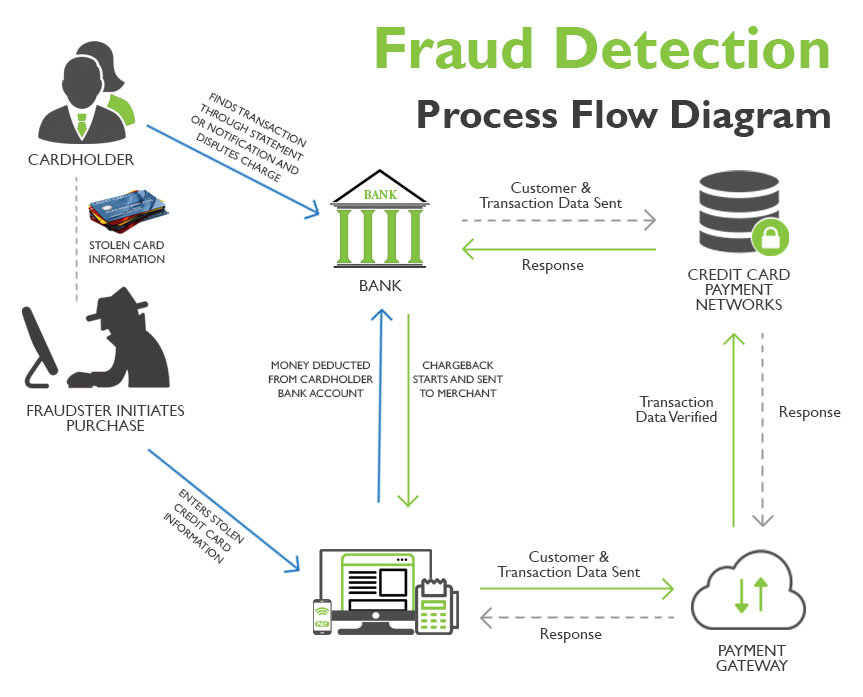 Fraud Detection
Process Flow Diagram
CARDHOLDER
FINDS TRANSACTION
THROUGH STATEMENT
OR NOTIFICATION AND
DISPUTES CHARGE
STOLEN CARD
INFORMATION
BANK
BANK
Customer &
Transaction Data Sent
Response
CREDIT CARD
PAYMENT
NETWORKS
FRAUDSTER INITIATES
PURCHASE
MONEY DEDUCTED
FROM CARDHOLDER
BANK ACCOUNT
CHARGEBACK
STARTS AND SENT
TO MERCHANT
Transaction
Data Verified
Response
ENTERS STOLEN
CREDIT CARD
INFORMATION
PAY
Customer &
Transaction Data Sent
Response
PAYMENT
GATEWAY